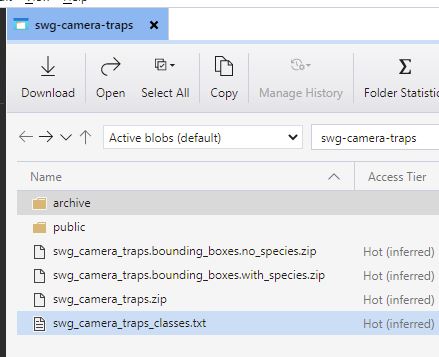 swg-camera-traps
Download Open Select All Copy Manage History Folder Statistic
Active blobs (default) swg-camera-traps
Name Access Tier
archive
public
swg_camera_traps.bounding_boxes.no_species.zip Hot (inferred)
swg_camera_traps.bounding_boxes.with_species.zip Hot (inferred)
swg_camera_traps.zip Hot (inferred)
swg_camera_traps_classes.txt Hot (inferred)